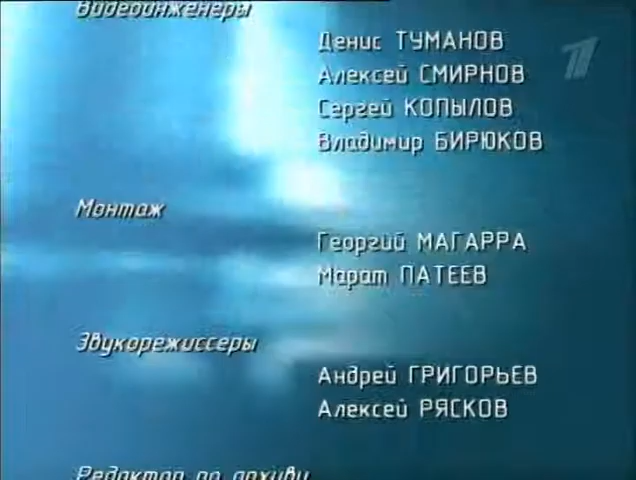 Видеоинженеры
Денис ТУМАНОВ
Алексей СМИРНОВ
Сергей КОПЫЛОВ
Владимир БИРЮКОВ
Монтаж
Георгий МАГАРРА
Марат ПАТЕЕВ
Звукорежиссеры
Андрей ГРИГОРЬЕВ
Алексей РЯСКОВ
Редактор по архиву